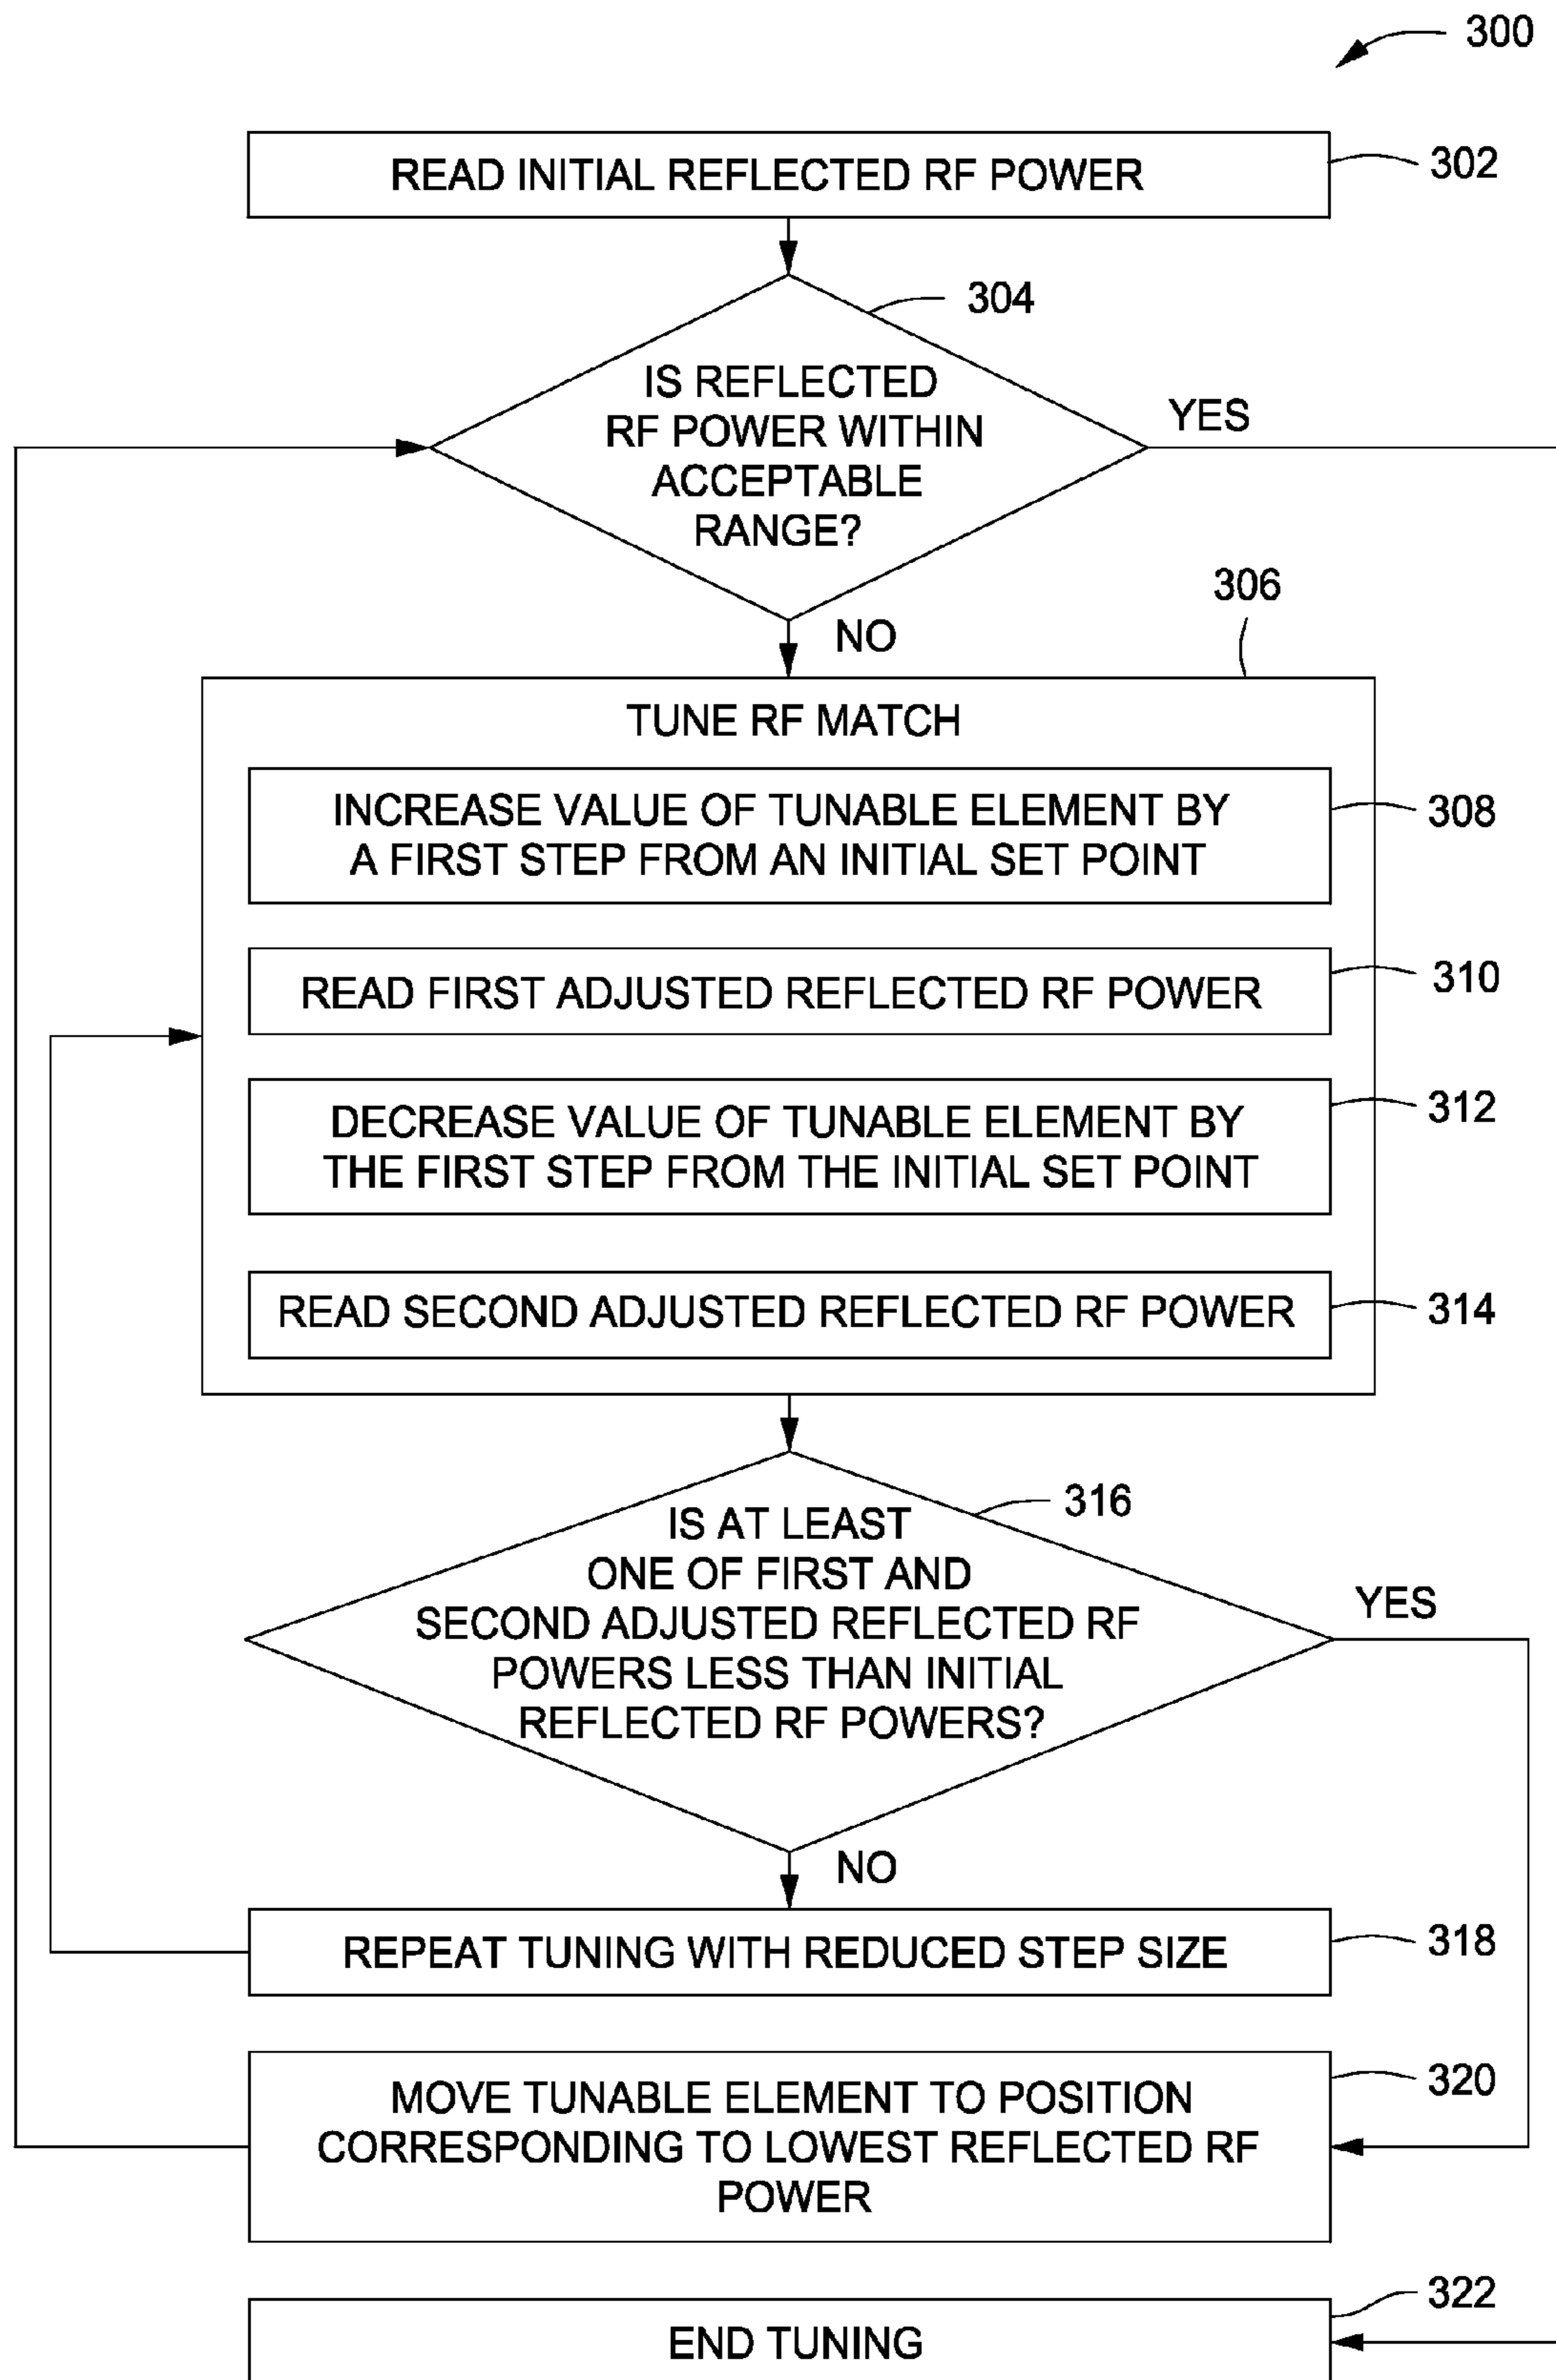 300
READ INITIAL REFLECTED RF POWER
302
304
IS REFLECTED
RF POWER WITHIN
ACCEPTABLE
RANGE?
YES
NO
306
TUNE RF MATCH
INCREASE VALUE OF TUNABLE ELEMENT BY
A FIRST STEP FROM AN INITIAL SET POINT
308
READ FIRST ADJUSTED REFLECTED RF POWER
310
DECREASE VALUE OF TUNABLE ELEMENT BY
THE FIRST STEP FROM THE INITIAL SET POINT
312
READ SECOND ADJUSTED REFLECTED RF POWER
314
316
IS AT LEAST
ONE OF FIRST AND
SECOND ADJUSTED REFLECTED RF
POWERS LESS THAN INITIAL
REFLECTED RF POWERS?
YES
NO
REPEAT TUNING WITH REDUCED STEP SIZE
318
MOVE TUNABLE ELEMENT TO POSITION
CORRESPONDING TO LOWEST REFLECTED RF
POWER
320
END TUNING
322